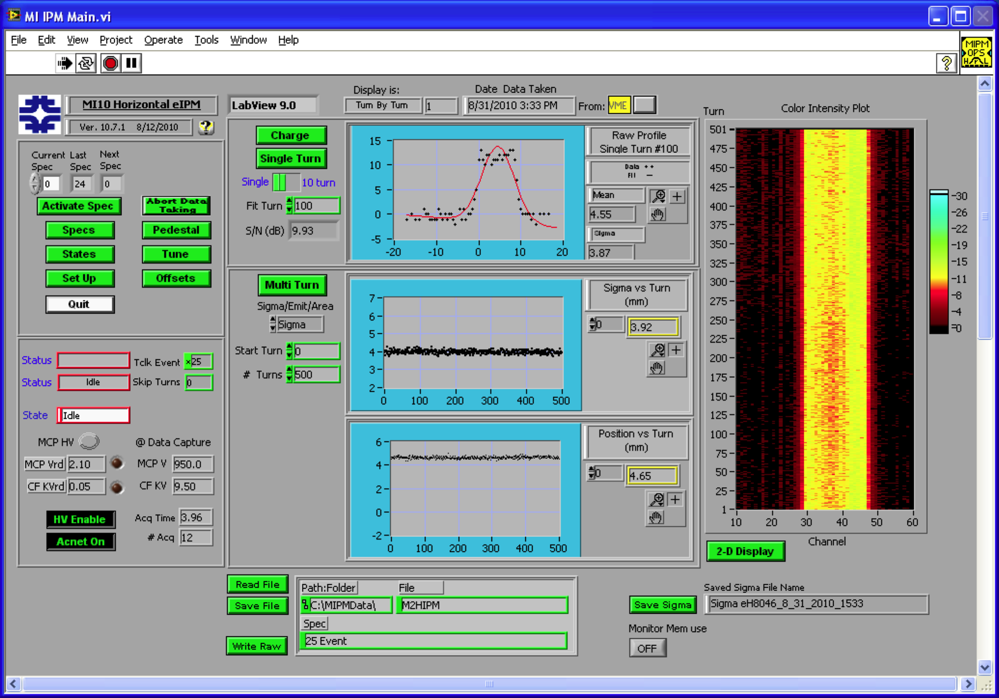 MI IPM Main.vi
File Edit View Project Operate Tools Window Help
MIPM
OPS
MI10 Horizontal eIPM
Ver. 10.7.1 8/12/2010
LabView 9.0
Display is:
Turn By Turn 1
Date Data Taken
8/31/2010 3:33 PM
From: VME
Current Spec Last Spec Next Spec
0 24 0
Activate Spec
Abort Data Taking
Specs
Pedestal
States
Tune
Set Up
Offsets
Quit
Status
Tclk Event ×25
Status Idle
Skip Turns 0
State Idle
MCP HV
@ Data Capture
MCP Vrd 2.10
MCP V 950.0
CF KVrd 0.05
CF KV 9.50
HV Enable
Acq Time 3.96
Acnet On
# Acq 12
Charge
Single Turn
Single 10 turn
Fit Turn 100
S/N (dB) 9.93
15
10
5
0
-5
-20 -10 0 10 20
Raw Profile
Single Turn #100
Data
Fit
Mean
4.55
Sigma
3.87
Multi Turn
Sigma/Emit/Area
Sigma
Start Turn 0
# Turns 500
7
6
5
4
3
2
0 100 200 300 400 500
Sigma vs Turn
(mm)
0 3.92
6
4
2
0
-2
0 100 200 300 400 500
Position vs Turn
(mm)
0 4.65
Turn
Color Intensity Plot
501
475
450
425
400
375
350
325
300
275
250
225
200
175
150
125
100
75
50
25
1
10 20 30 40 50 60
Channel
30
26
22
19
15
11
8
4
0
2-D Display
Read File
Save File
Write Raw
Path:Folder File
C:\MIPMData\ M2HIPM
Spec
25 Event
Save Sigma
Saved Sigma File Name
Sigma eH8046_8_31_2010_1533
Monitor Mem use
OFF